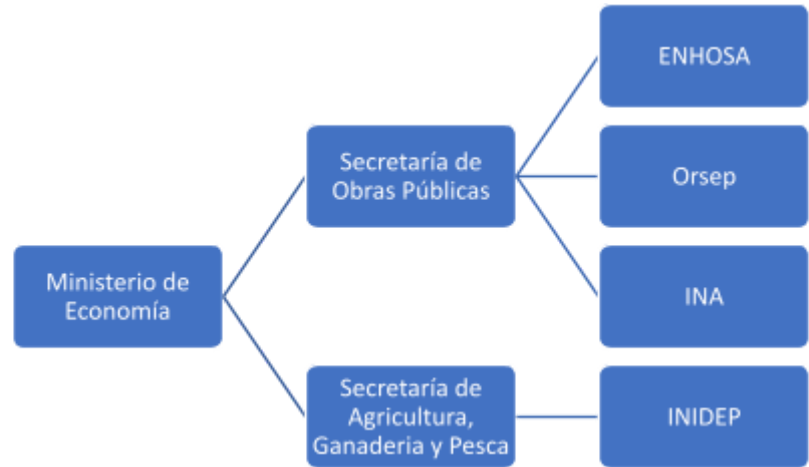 Ministerio de
Economía
Secretaría de
Obras Públicas
ENHOSA
Orsep
INA
Secretaría de
Agricultura,
Ganaderia y Pesca
INIDEP